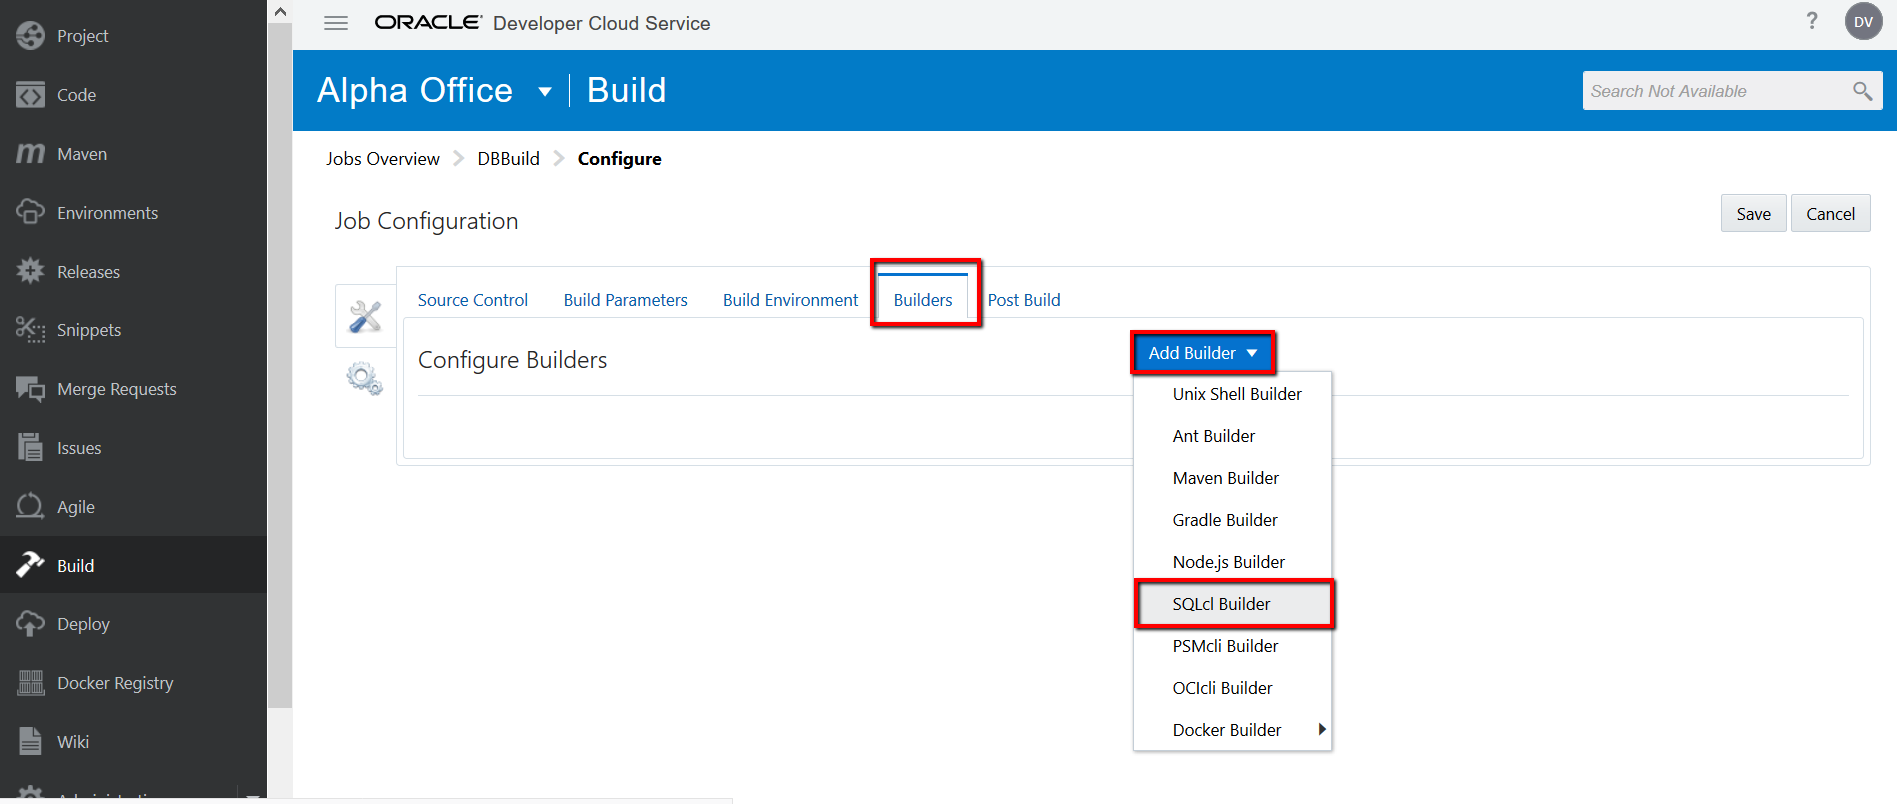 Project
Code
Maven
Environments
Releases
Snippets
Merge Requests
Issues
Agile
Build
Deploy
Docker Registry
Wiki
ORACLE Developer Cloud Service
?
DV
Alpha Office
Build
Search Not Available
Jobs Overview
DBBuild
Configure
Job Configuration
Save
Cancel
Source Control
Build Parameters
Build Environment
Builders
Post Build
Configure Builders
Add Builder
Unix Shell Builder
Ant Builder
Maven Builder
Gradle Builder
Node.js Builder
SQLcl Builder
PSMcli Builder
OCIcli Builder
Docker Builder